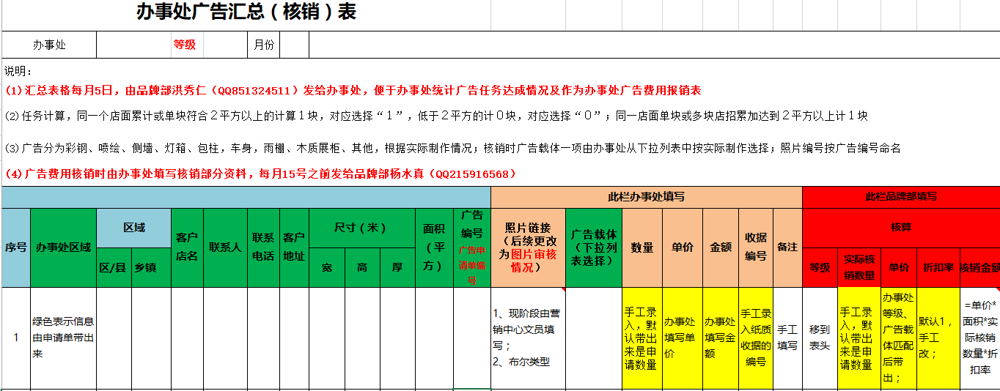 办事处广告汇总（核销）表
办事处 等级 月份
说明：
(1)汇总表格每月5日，由品牌部洪秀仁（QQ851324511）发给办事处，便于办事处统计广告任务达成情况及作为办事处广告费用报销表
(2)任务计算，同一个店面累计或单块符合２平方以上的计算１块，对应选择“１”，低于２平方的计０块，对应选择“０”；同一店面单块或多块店招累加达到２平方以上计１块
(3)广告分为彩钢、喷绘、侧墙、灯箱、包柱，车身，雨棚、木质展柜、其他，根据实际制作情况；核销时广告载体一项由办事处从下拉列表中按实际制作选择；照片编号按广告编号命名
(4)广告费用核销时由办事处填写核销部分资料，每月15号之前发给品牌部杨水真（QQ215916568）
此栏办事处填写
此栏品牌部填写
序号
办事处区域
区域
区/县
乡镇
客户
店名
联系人
联系
电话
客户
地址
尺寸（米）
宽
高
厚
面积
（平
方）
广告
编号
广告申
请单编
号
照片链接
（后续更改
为图片审核
情况）
广告载体
（下拉列
表选择）
数量
单价
金额
收据
编号
备注
核算
等级
实际核
销数量
单价
折扣率
核销金额
1
绿色表示信息
由申请单带出
来
1、现阶段由营
销中心文员填
写；
2、布尔类型
手工录
入，默
认带出
来是申
请数量
办事处
填写单
价
办事处
填写金
额
手工录
入纸质
收据的
编号
手工
填写
移到
表头
手工录
入，默
认带出
来是申
请数量
办事处
等级、
广告载
体匹配
后带
出；
默认1，
手工
改；
=单价*
面积*实
际核销
数量*折
扣率